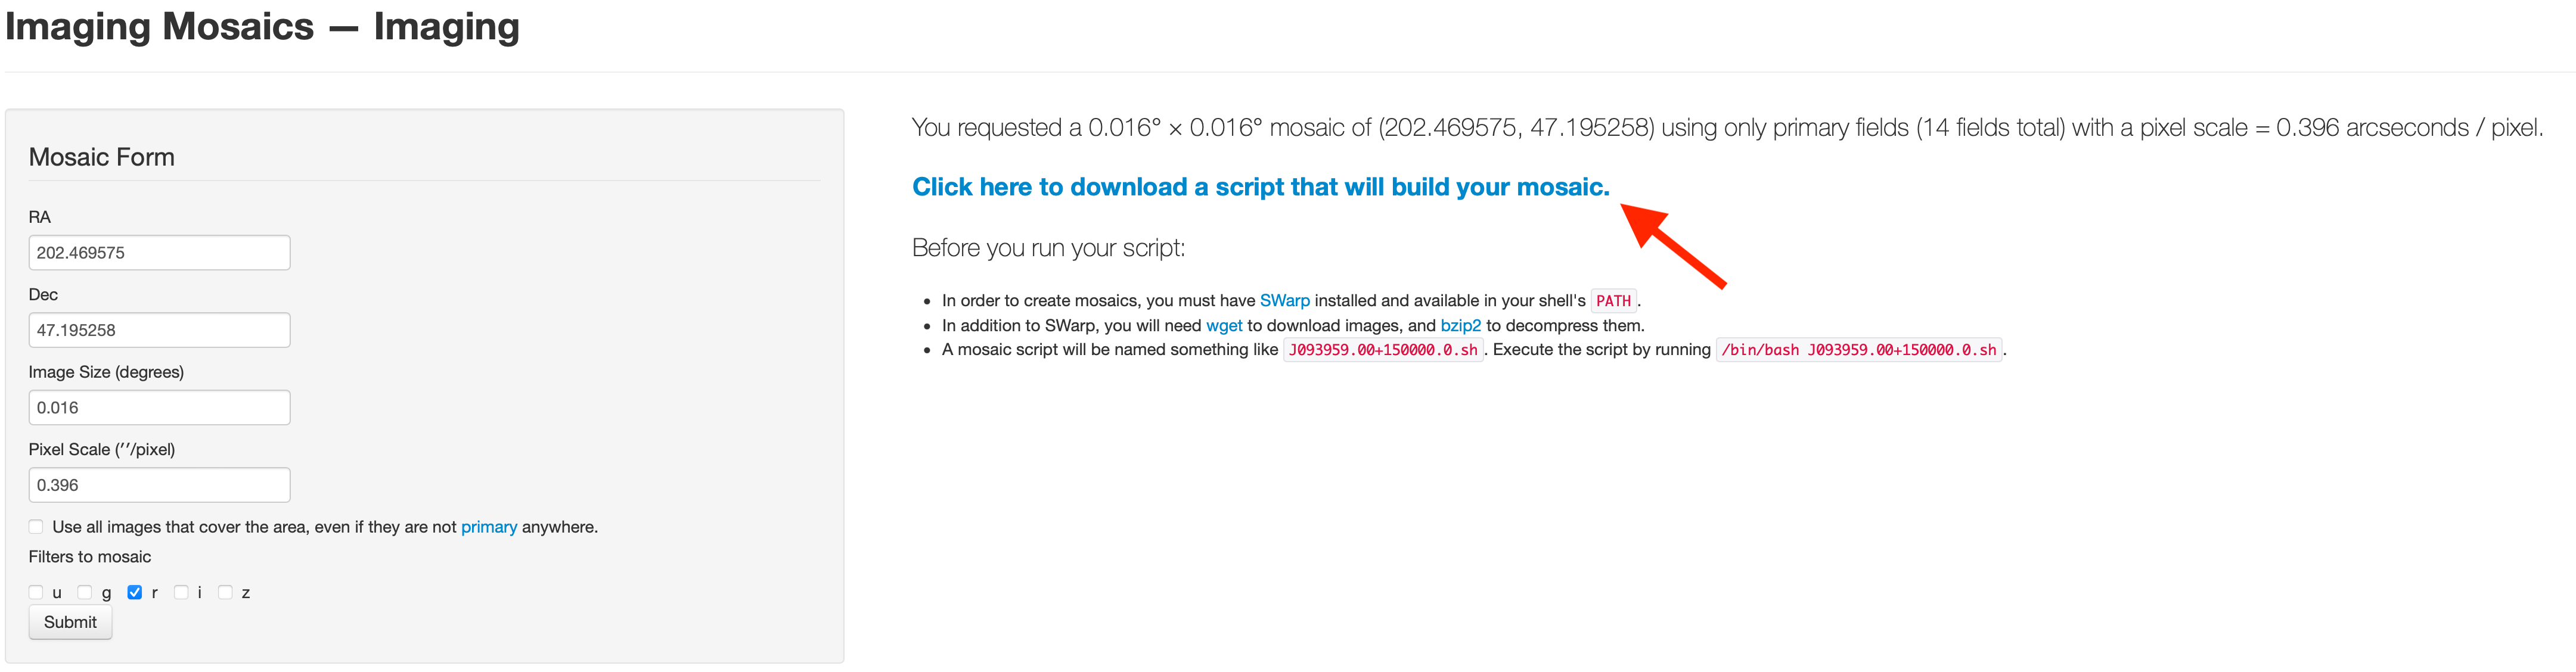 Imaging Mosaics — Imaging
Mosaic Form
RA
202.469575
Dec
47.195258
Image Size (degrees)
0.016
Pixel Scale (′′/pixel)
0.396
Use all images that cover the area, even if they are not primary anywhere.
Filters to mosaic
u g r i z
Submit
You requested a 0.016° × 0.016° mosaic of (202.469575, 47.195258) using only primary fields (14 fields total) with a pixel scale = 0.396 arcseconds / pixel.
Click here to download a script that will build your mosaic.
Before you run your script:
• In order to create mosaics, you must have SWarp installed and available in your shell's PATH.
• In addition to SWarp, you will need wget to download images, and bzip2 to decompress them.
• A mosaic script will be named something like J093959.00+150000.0.sh. Execute the script by running /bin/bash J093959.00+150000.0.sh.